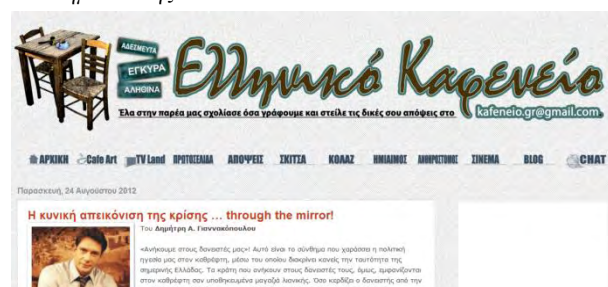 ΑΔΕΣΜΕΥΤΑ
ΕΓΚΥΡΑ
ΑΛΗΘΙΝΑ
Ελληνικό Καφενείο
Έλα στην παρέα μας σχολίασε όσα γράφουμε και στείλε τις δικές σου απόψεις στο kafeneio.gr@gmail.com
ΑΡΧΙΚΗ Cafe Art TV Land ΠΡΩΤΟΣΕΛΙΔΑ ΑΠΟΨΕΙΣ ΣΚΙΤΣΑ ΚΟΛΑΖ ΗΜΙΑΙΜΟΣ ΑΠΟΚΡΙΣΤΟΜΟΣ ΣΙΝΕΜΑ BLOG CHAT
Παρασκευή, 24 Αυγούστου 2012
Η κυνική απεικόνιση της κρίσης ... through the mirror!
Του Δημήτρη Α. Γιαννακόπουλου
«Ανήκουμε στους δανειστές μας»! Αυτό είναι το σύνθημα που χαράσσει η πολιτική
ηγεσία μας στον καθρέφτη, μέσω του οποίου διακρίνει κανείς την ταυτότητα της
σημερινής Ελλάδας. Τα κράτη που ανήκουν στους δανειστές τους, όμως, εμφανίζονται
στον καθρέφτη σαν υποθηκευμένα μαγαζιά λιανικής. Όσο κερδίζει ο δανειστής από την